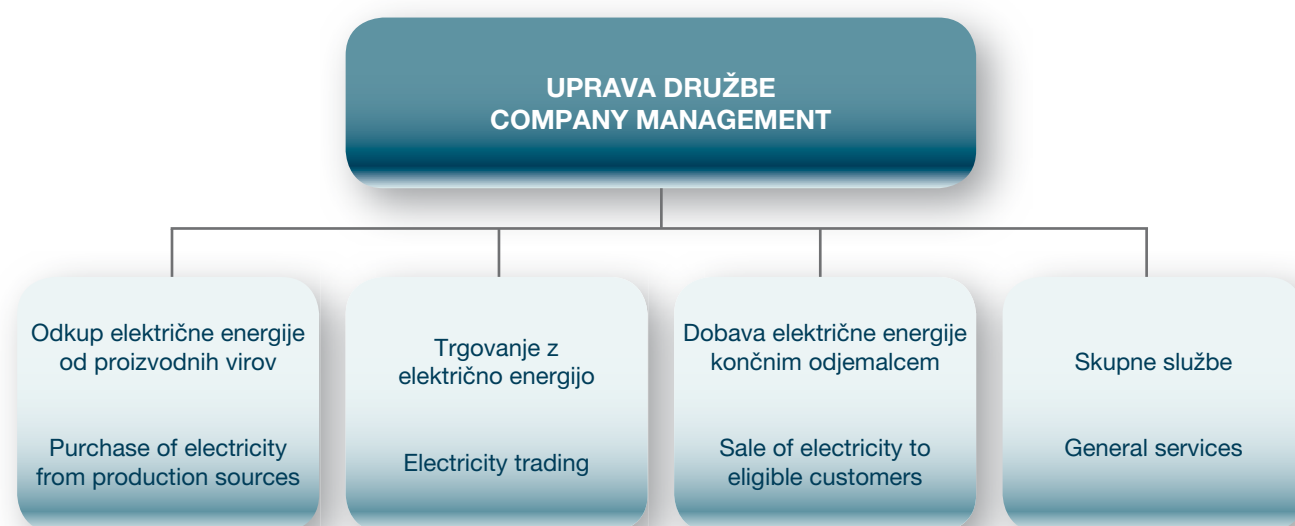 UPRAVA DRUŽBE
COMPANY MANAGEMENT
Odkup električne energije
od proizvodnih virov
Purchase of electricity
from production sources
Trgovanje z
električno energijo
Electricity trading
Dobava električne energije
končnim odjemalcem
Sale of electricity to
eligible customers
Skupne službe
General services